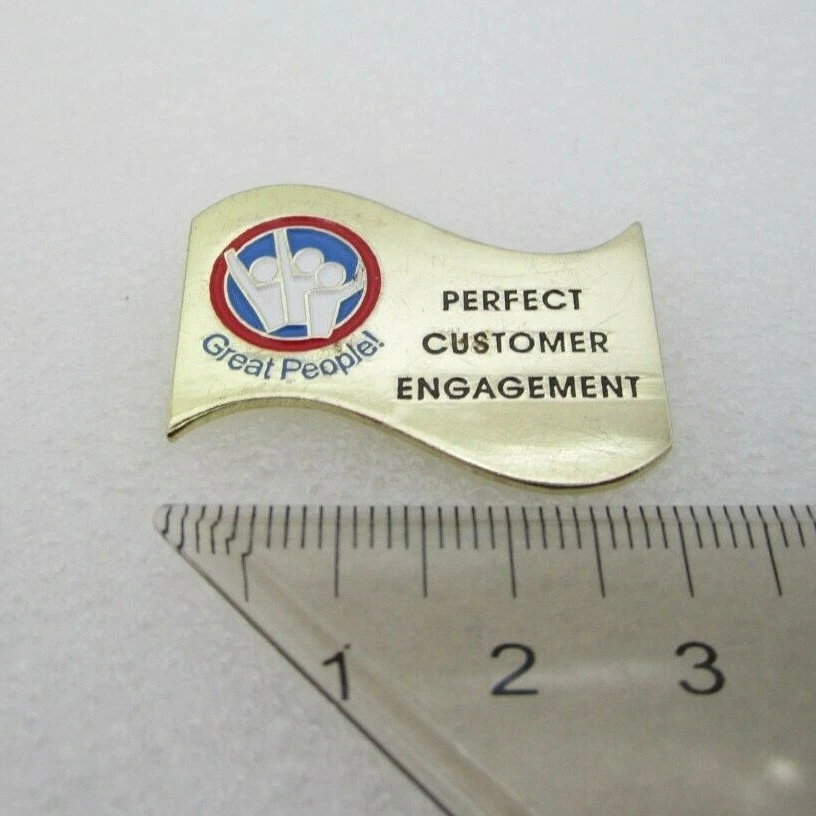 Great People!
PERFECT
CUSTOMER
ENGAGEMENT
1 2 3